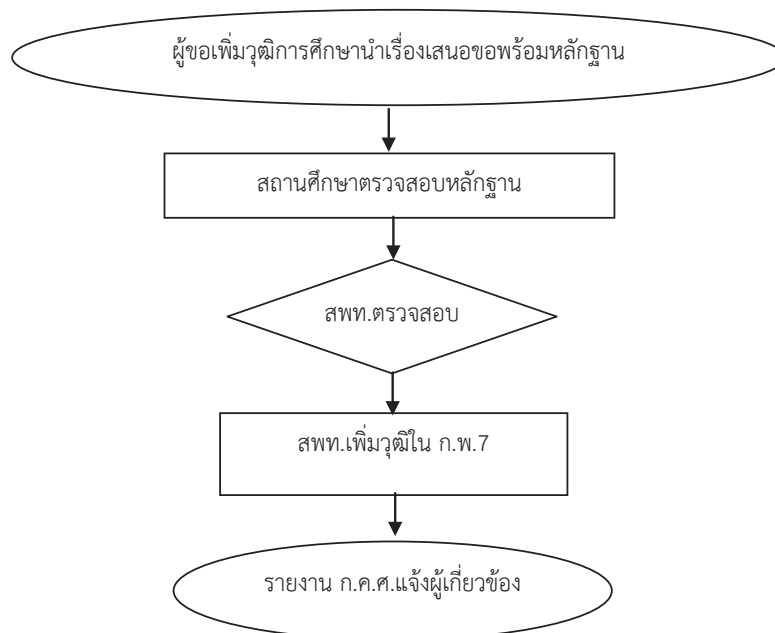 ผู้ขอเพิ่มวุฒิการศึกษานำเรื่องเสนอขอพร้อมหลักฐาน
สถานศึกษาตรวจสอบหลักฐาน
สพท.ตรวจสอบ
สพท.เพิ่มวุฒิใน ก.พ.7
รายงาน ก.ค.ศ.แจ้งผู้เกี่ยวข้อง